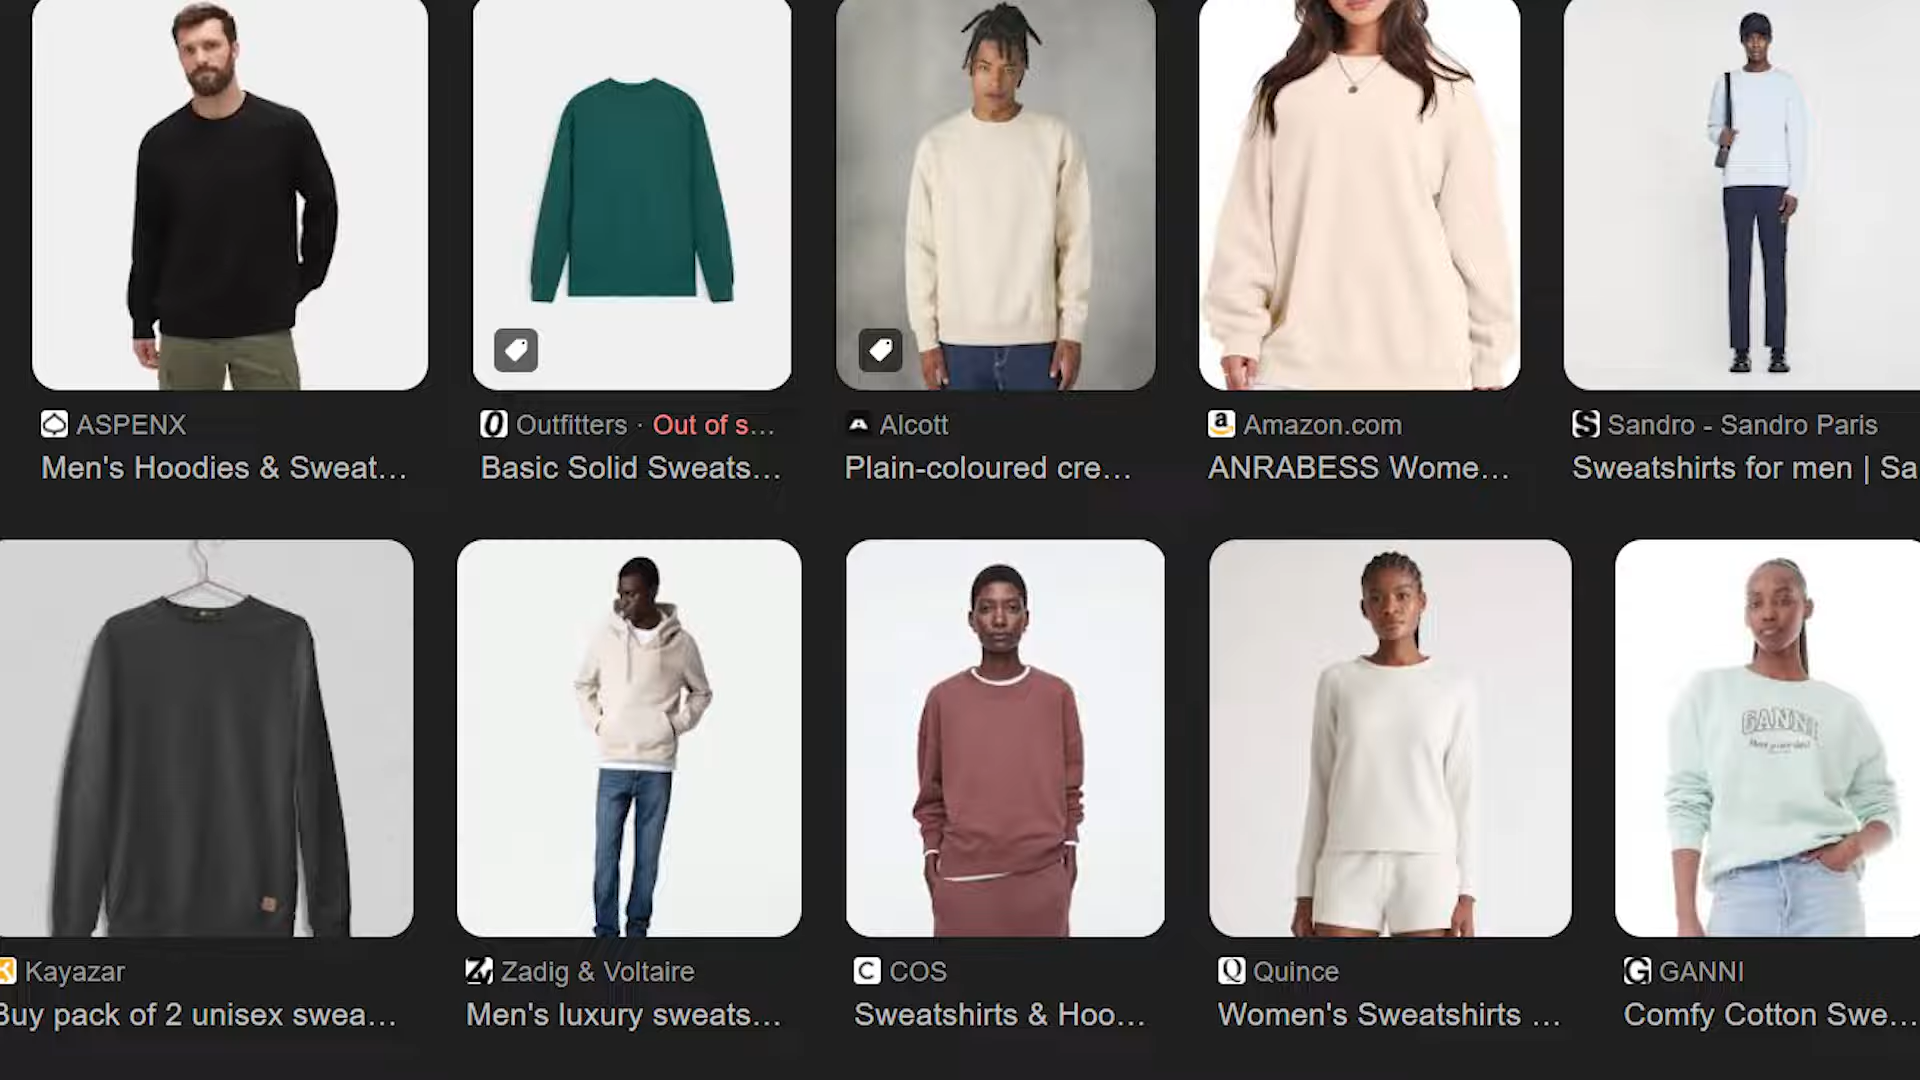 ASPENX
Men's Hoodies & Sweat...
Outfitters · Out of s...
Basic Solid Sweats...
Alcott
Plain-coloured cre...
Amazon.com
ANRABESS Wome...
Sandro - Sandro Paris
Sweatshirts for men | Sa
GANNI
Kayazar
Buy pack of 2 unisex swea...
Zadig & Voltaire
Men's luxury sweats...
COS
Sweatshirts & Hoo...
Quince
Women's Sweatshirts ...
GANNI
Comfy Cotton Swe...